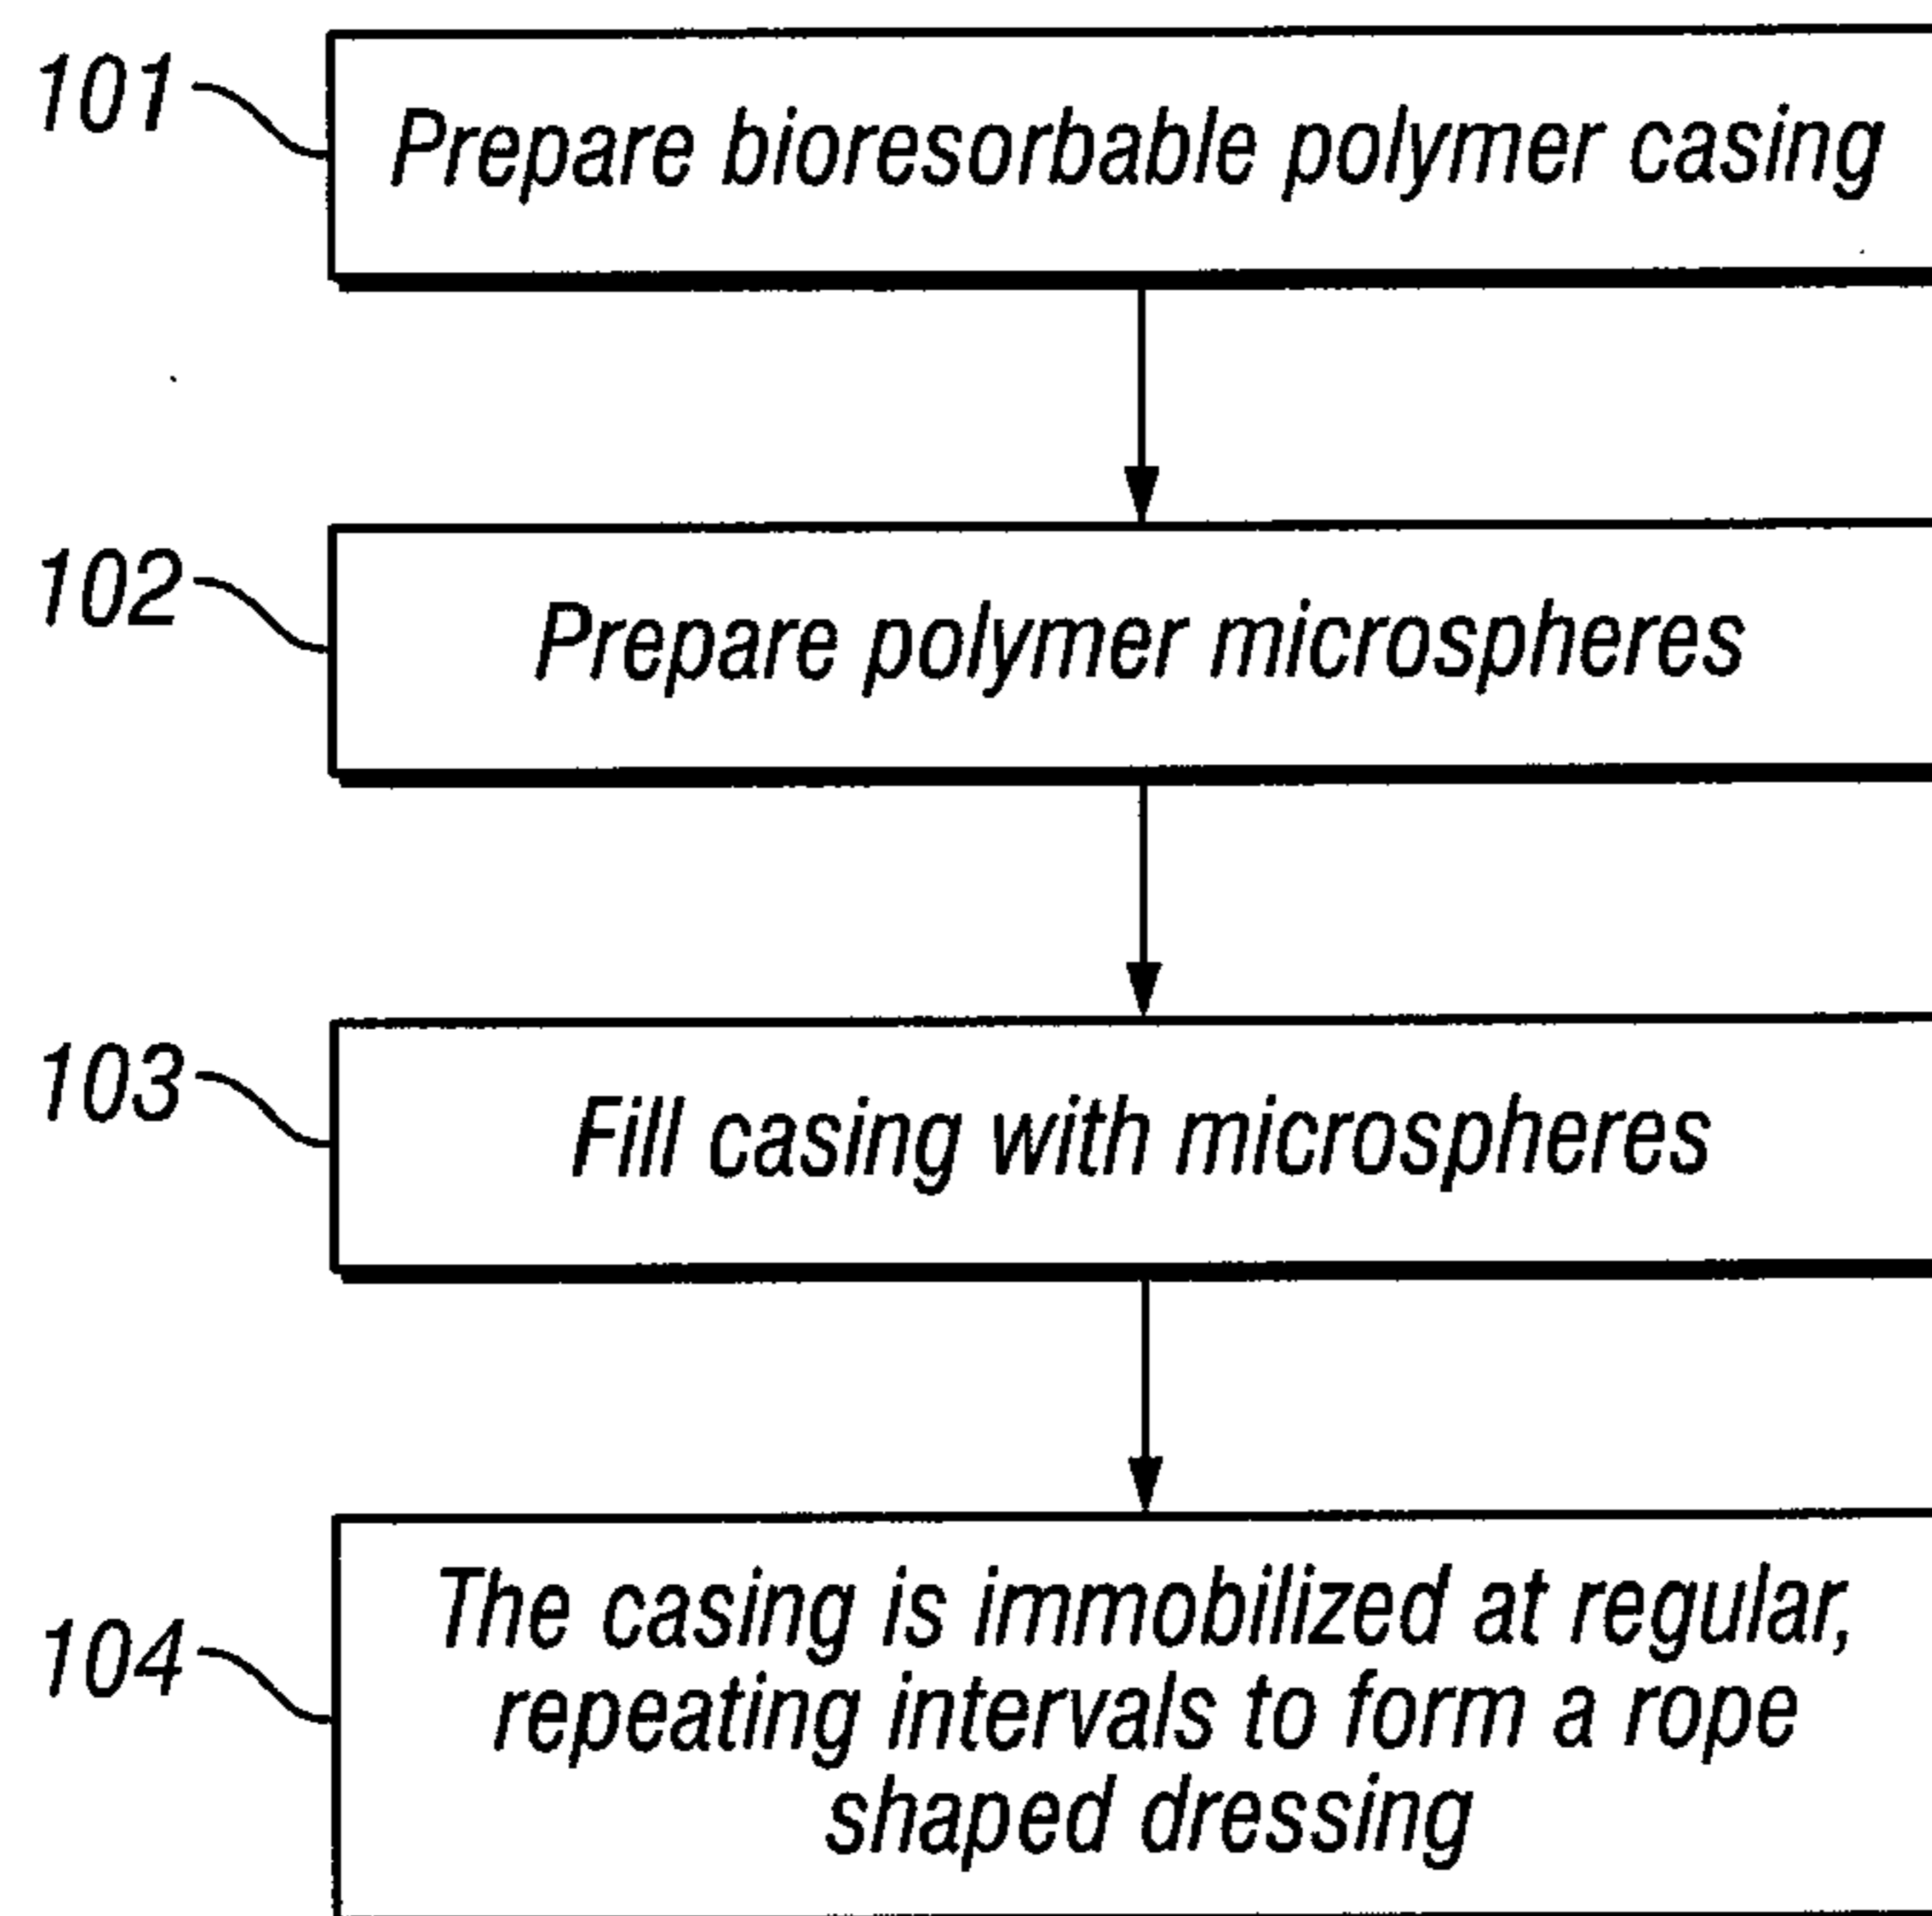 101
Prepare bioresorbable polymer casing
102
Prepare polymer microspheres
103
Fill casing with microspheres
104
The casing is immobilized at regular,
repeating intervals to form a rope
shaped dressing